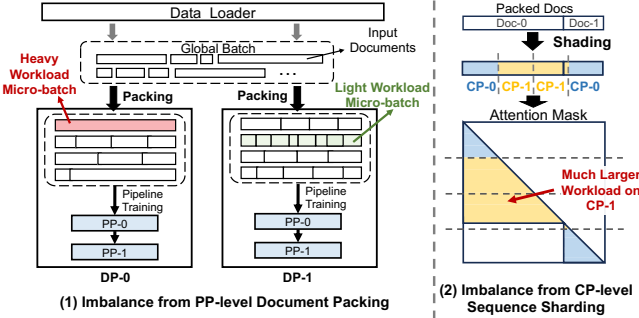 Data Loader
Global Batch
Input
Documents
...
Heavy
Workload
Micro-batch
Packing
Packing
Light Workload
Micro-batch
Pipeline
Training
PP-0
PP-1
DP-0
Pipeline
Training
PP-0
PP-1
DP-1
(1) Imbalance from PP-level Document Packing
Packed Docs
Doc-0
Doc-1
Shading
CP-0
CP-1
CP-1
CP-0
Attention Mask
Much Larger
Workload on
CP-1
(2) Imbalance from CP-level
Sequence Sharding